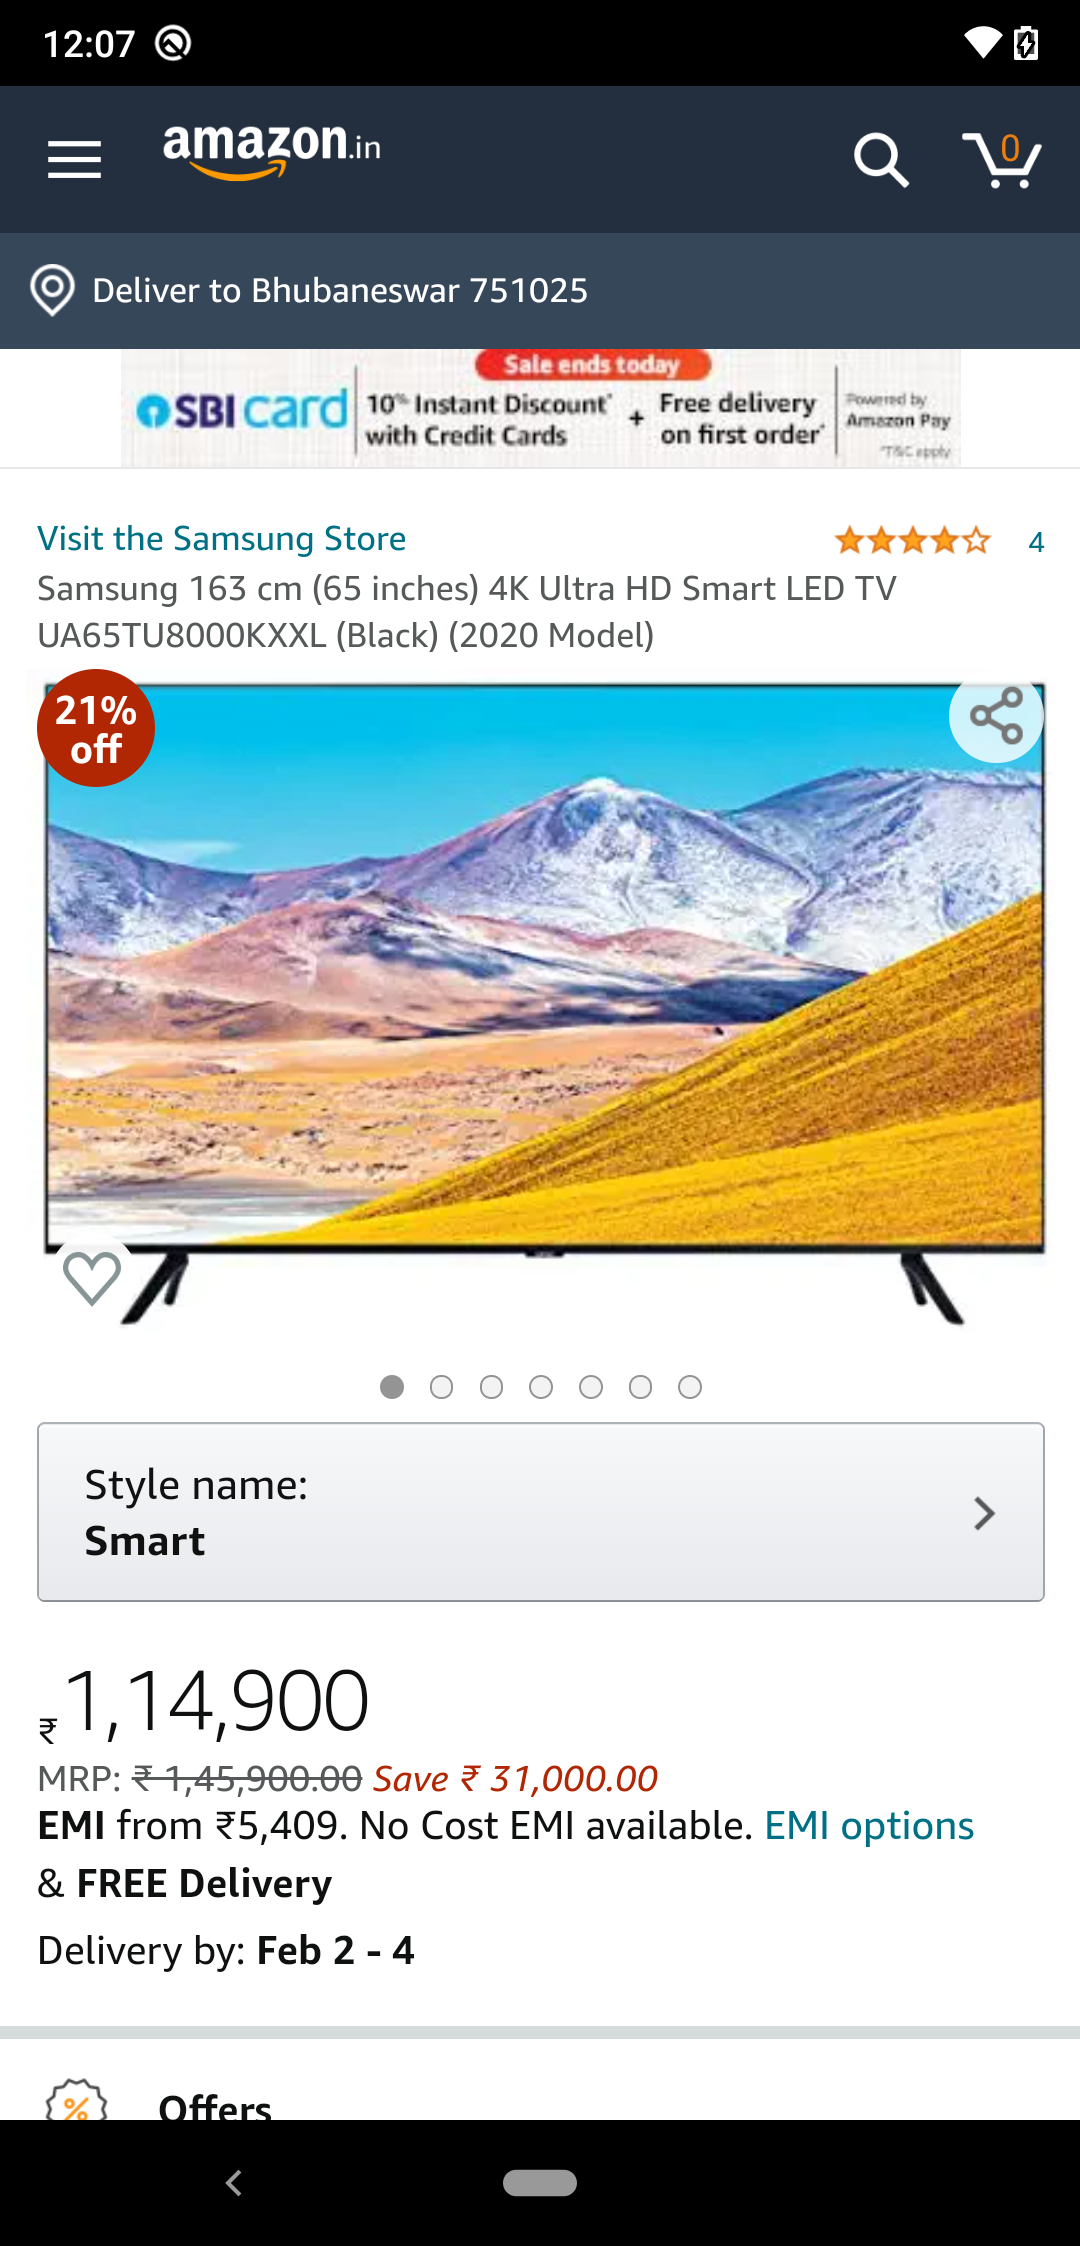 12:07
amazon.in
0
Deliver to Bhubaneswar 751025
Sale ends today
SBI card
10% Instant Discount*
with Credit Cards
+
Free delivery
on first order*
Powered by
Amazon Pay
*T&C apply
Visit the Samsung Store
4
Samsung 163 cm (65 inches) 4K Ultra HD Smart LED TV
UA65TU8000KXXL (Black) (2020 Model)
21%
off
Style name:
Smart
₹1,14,900
MRP: ₹ 1,45,900.00 Save ₹ 31,000.00
EMI from ₹5,409. No Cost EMI available. EMI options
& FREE Delivery
Delivery by: Feb 2 - 4
%
Offers